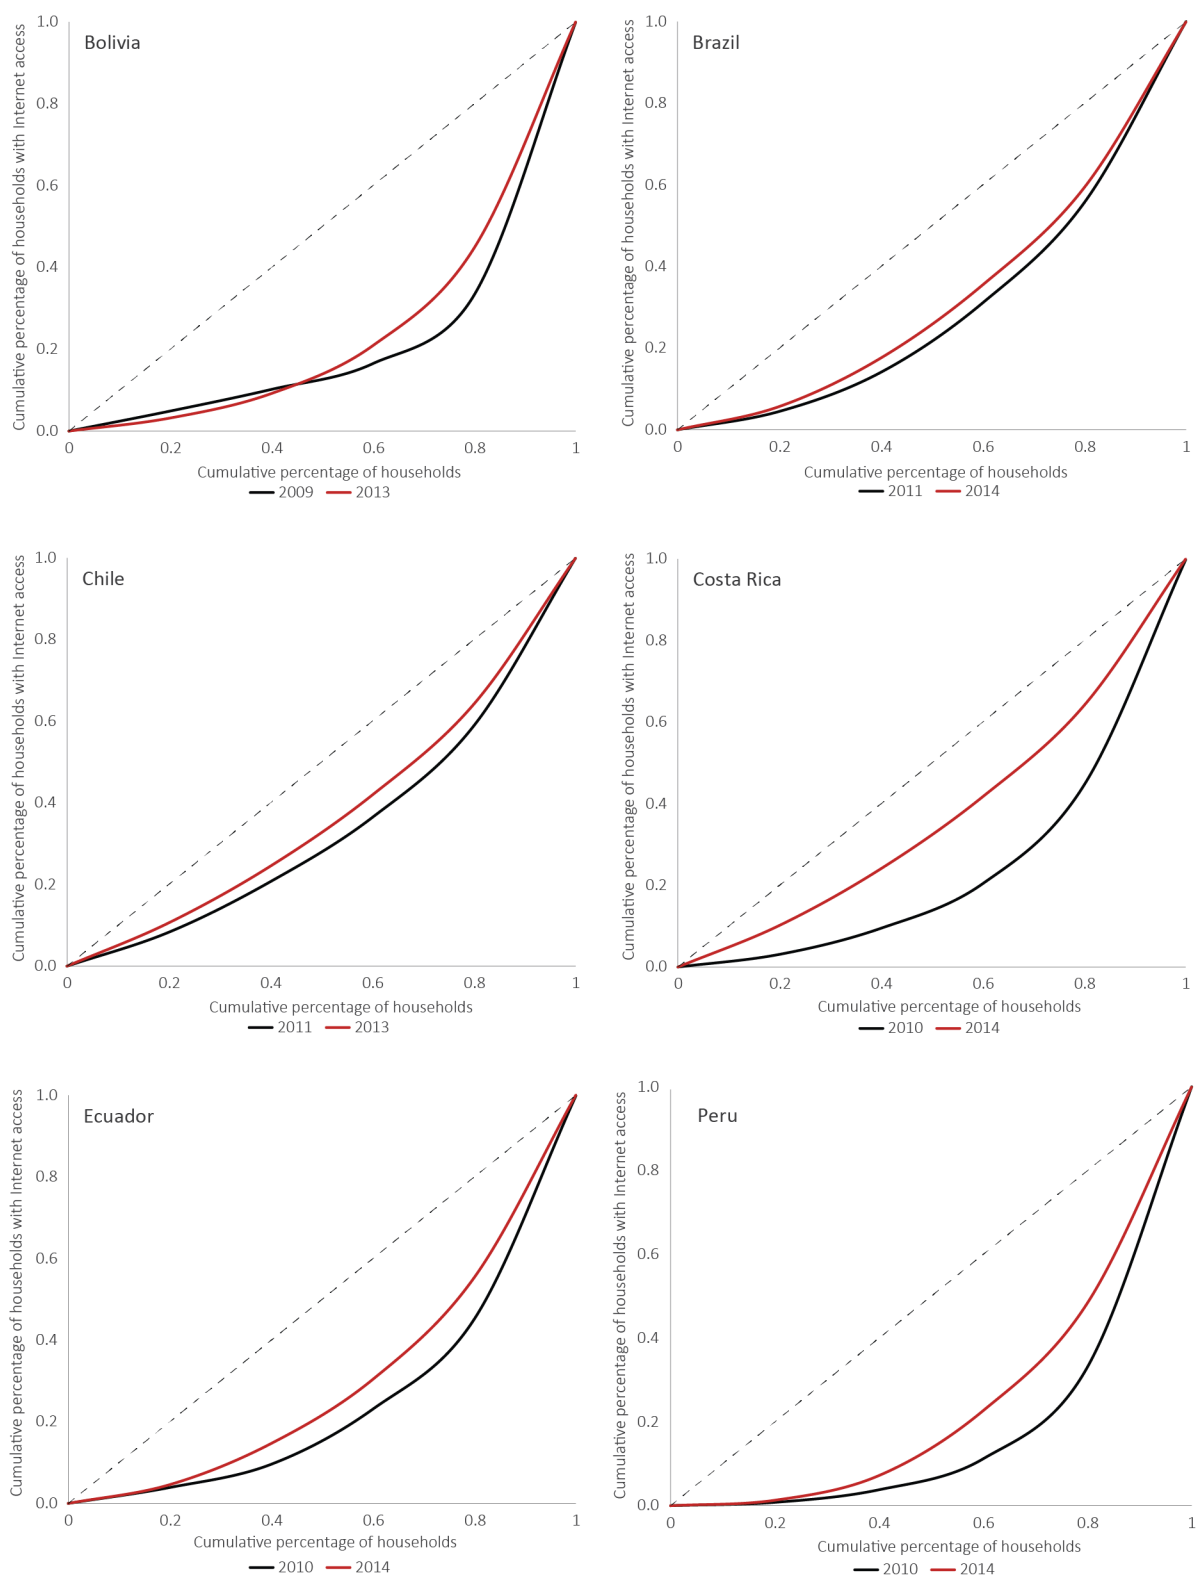 Bolivia
Cumulative percentage of households with Internet access
1.0
0.8
0.6
0.4
0.2
0.0
0 0.2 0.4 0.6 0.8 1
Cumulative percentage of households
2009 2013
Brazil
Cumulative percentage of households with Internet access
1.0
0.8
0.6
0.4
0.2
0.0
0 0.2 0.4 0.6 0.8 1
Cumulative percentage of households
2011 2014
Chile
Cumulative percentage of households with Internet access
1.0
0.8
0.6
0.4
0.2
0.0
0 0.2 0.4 0.6 0.8 1
Cumulative percentage of households
2011 2013
Costa Rica
Cumulative percentage of households with Internet access
1.0
0.8
0.6
0.4
0.2
0.0
0 0.2 0.4 0.6 0.8 1
Cumulative percentage of households
2010 2014
Ecuador
Cumulative percentage of households with Internet access
1.0
0.8
0.6
0.4
0.2
0.0
0 0.2 0.4 0.6 0.8 1
Cumulative percentage of households
2010 2014
Peru
Cumulative percentage of households with Internet access
1.0
0.8
0.6
0.4
0.2
0.0
0 0.2 0.4 0.6 0.8 1
Cumulative percentage of households
2010 2014